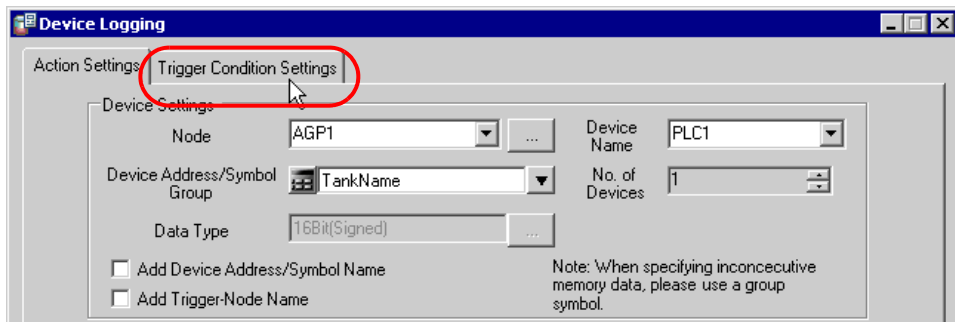 Device Logging
Action Settings
Trigger Condition Settings
Device Settings
Node
AGP1
...
Device
Name
PLC1
Device Address/Symbol
Group
TankName
No. of
Devices
1
Data Type
16Bit(Signed)
...
Add Device Address/Symbol Name
Add Trigger-Node Name
Note: When specifying inconcecutive
memory data, please use a group
symbol.